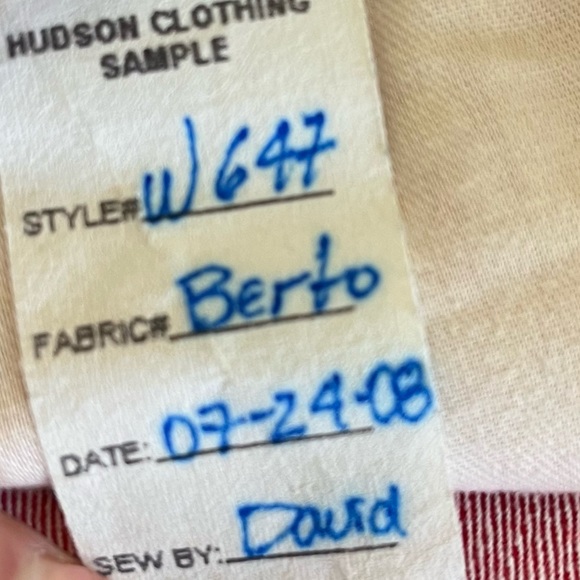 HUDSON CLOTHING
SAMPLE
STYLE# W647
FABRIC# Berto
DATE: 07-24-08
SEW BY: David